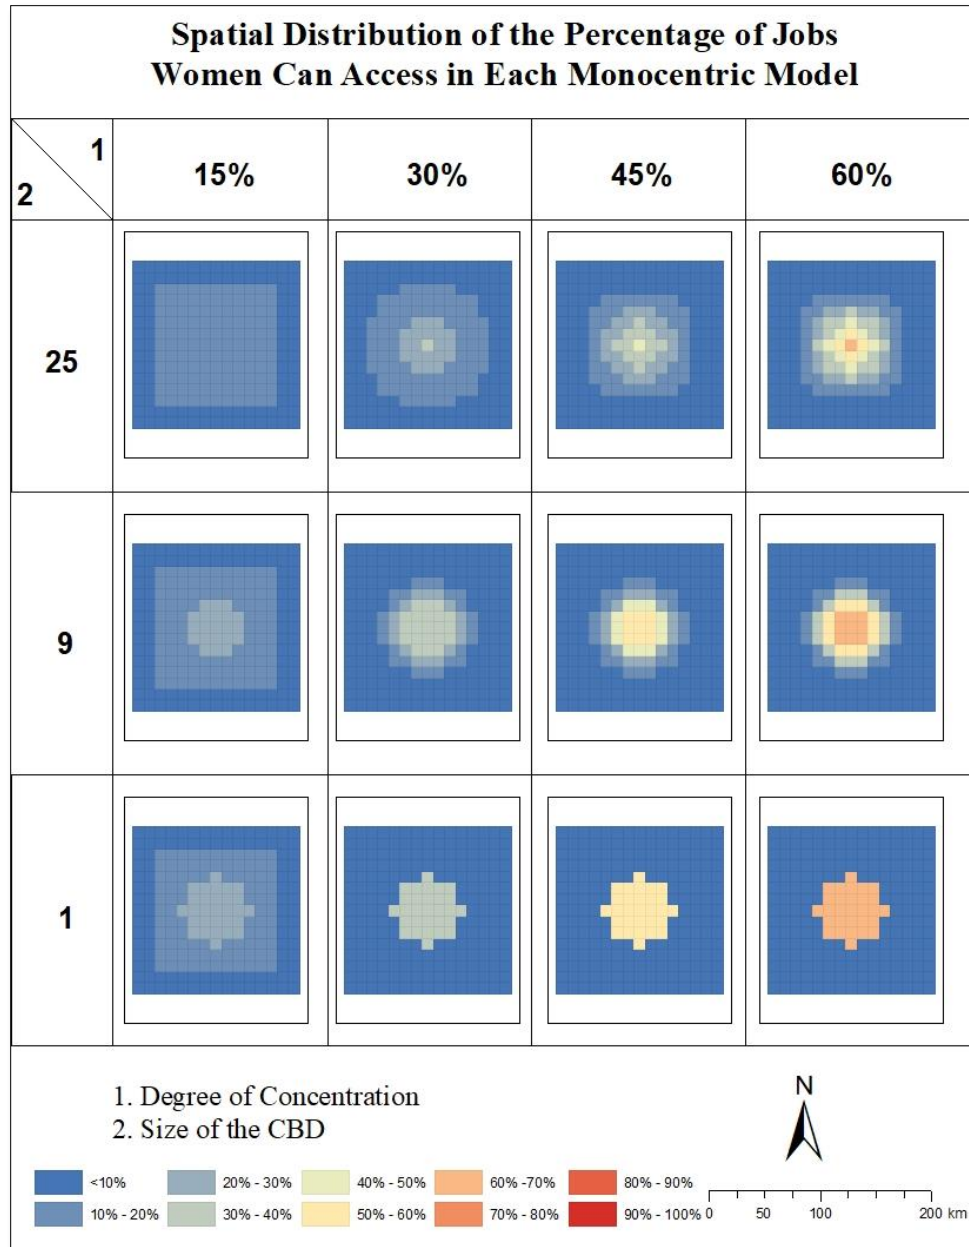 Spatial Distribution of the Percentage of Jobs
Women Can Access in Each Monocentric Model
1
2
15%
30%
45%
60%
25
9
1
1. Degree of Concentration
2. Size of the CBD
N
<10%
20% - 30%
40% - 50%
60% -70%
80% - 90%
10% - 20%
30% - 40%
50% - 60%
70% - 80%
90% - 100%
0
50
100
200 km